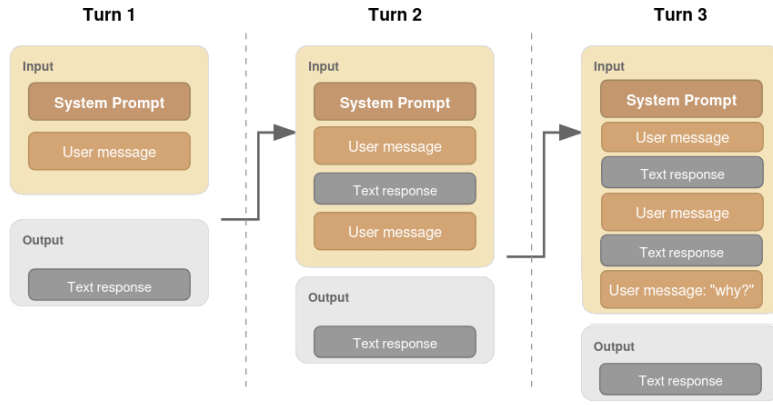 Turn 1
Turn 2
Turn 3
Input
System Prompt
User message
Output
Text response
Input
System Prompt
User message
Text response
User message
Output
Text response
Input
System Prompt
User message
Text response
User message
Text response
User message: "why?"
Output
Text response